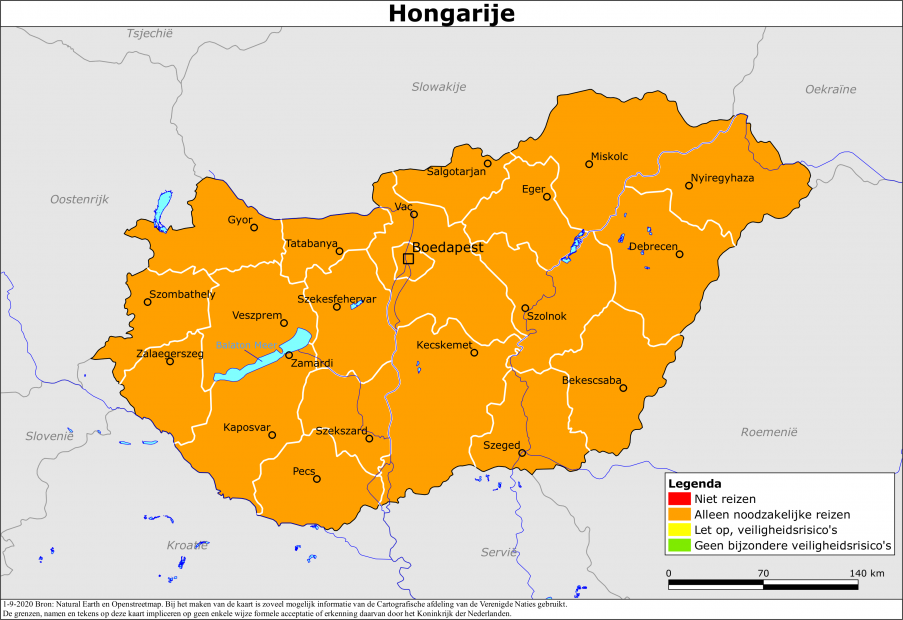 Hongarije
Tsjechië
Slowakije
Oekraïne
Oostenrijk
Miskolc
Salgotarjan
Nyiregyhaza
Eger
Vac
Gyor
Tatabanya
Boedapest
Debrecen
Szombathely
Szekesfehervar
Veszprem
Szolnok
Balaton Meer
Kecskemet
Zalaegerszeg
Zamardi
Bekescsaba
Kaposvar
Szekszard
Slovenië
Roemenië
Szeged
Pecs
Kroatië
Servië
Legenda
Niet reizen
Alleen noodzakelijke reizen
Let op, veiligheidsrisico's
Geen bijzondere veiligheidsrisico's
0 70 140 km
1-9-2020 Bron: Natural Earth en Openstreetmap. Bij het maken van de kaart is zoveel mogelijk informatie van de Cartografische afdeling van de Verenigde Naties gebruikt.
De grenzen, namen en tekens op deze kaart impliceren op geen enkele wijze formele acceptatie of erkenning daarvan door het Koninkrijk der Nederlanden.